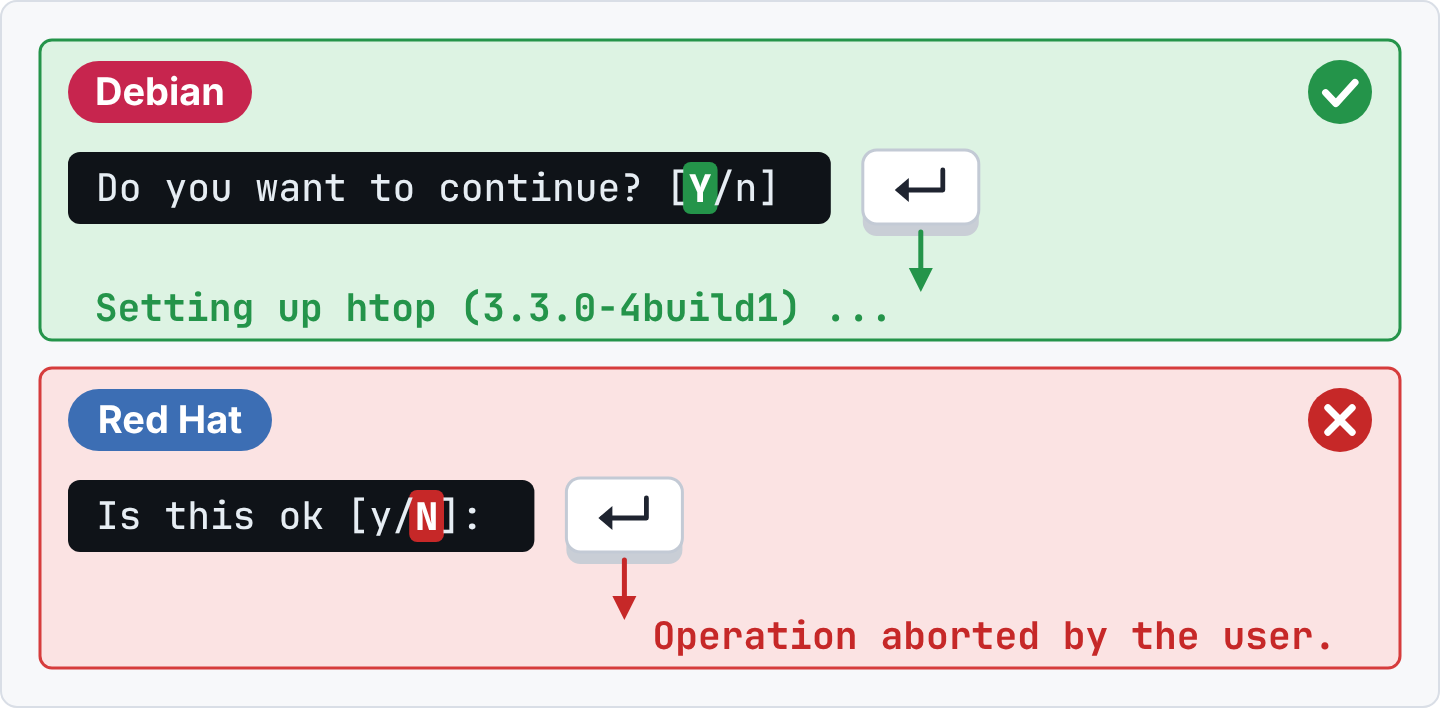 Debian
Do you want to continue? [Y/n]
Setting up htop (3.3.0-4build1) ...
Red Hat
Is this ok [y/N]:
Operation aborted by the user.